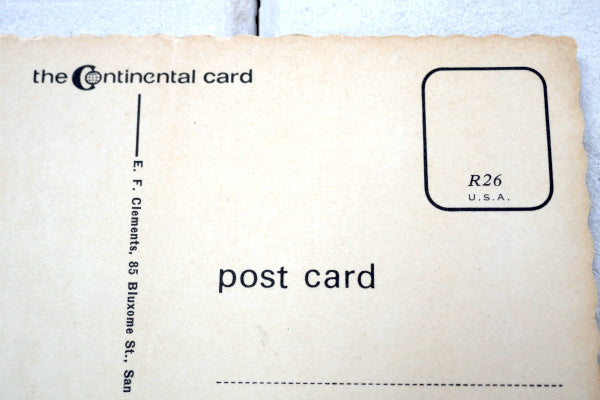 the Continental card
R26
U.S.A.
E. F. Clements, 85 Bluxome St., San
post card